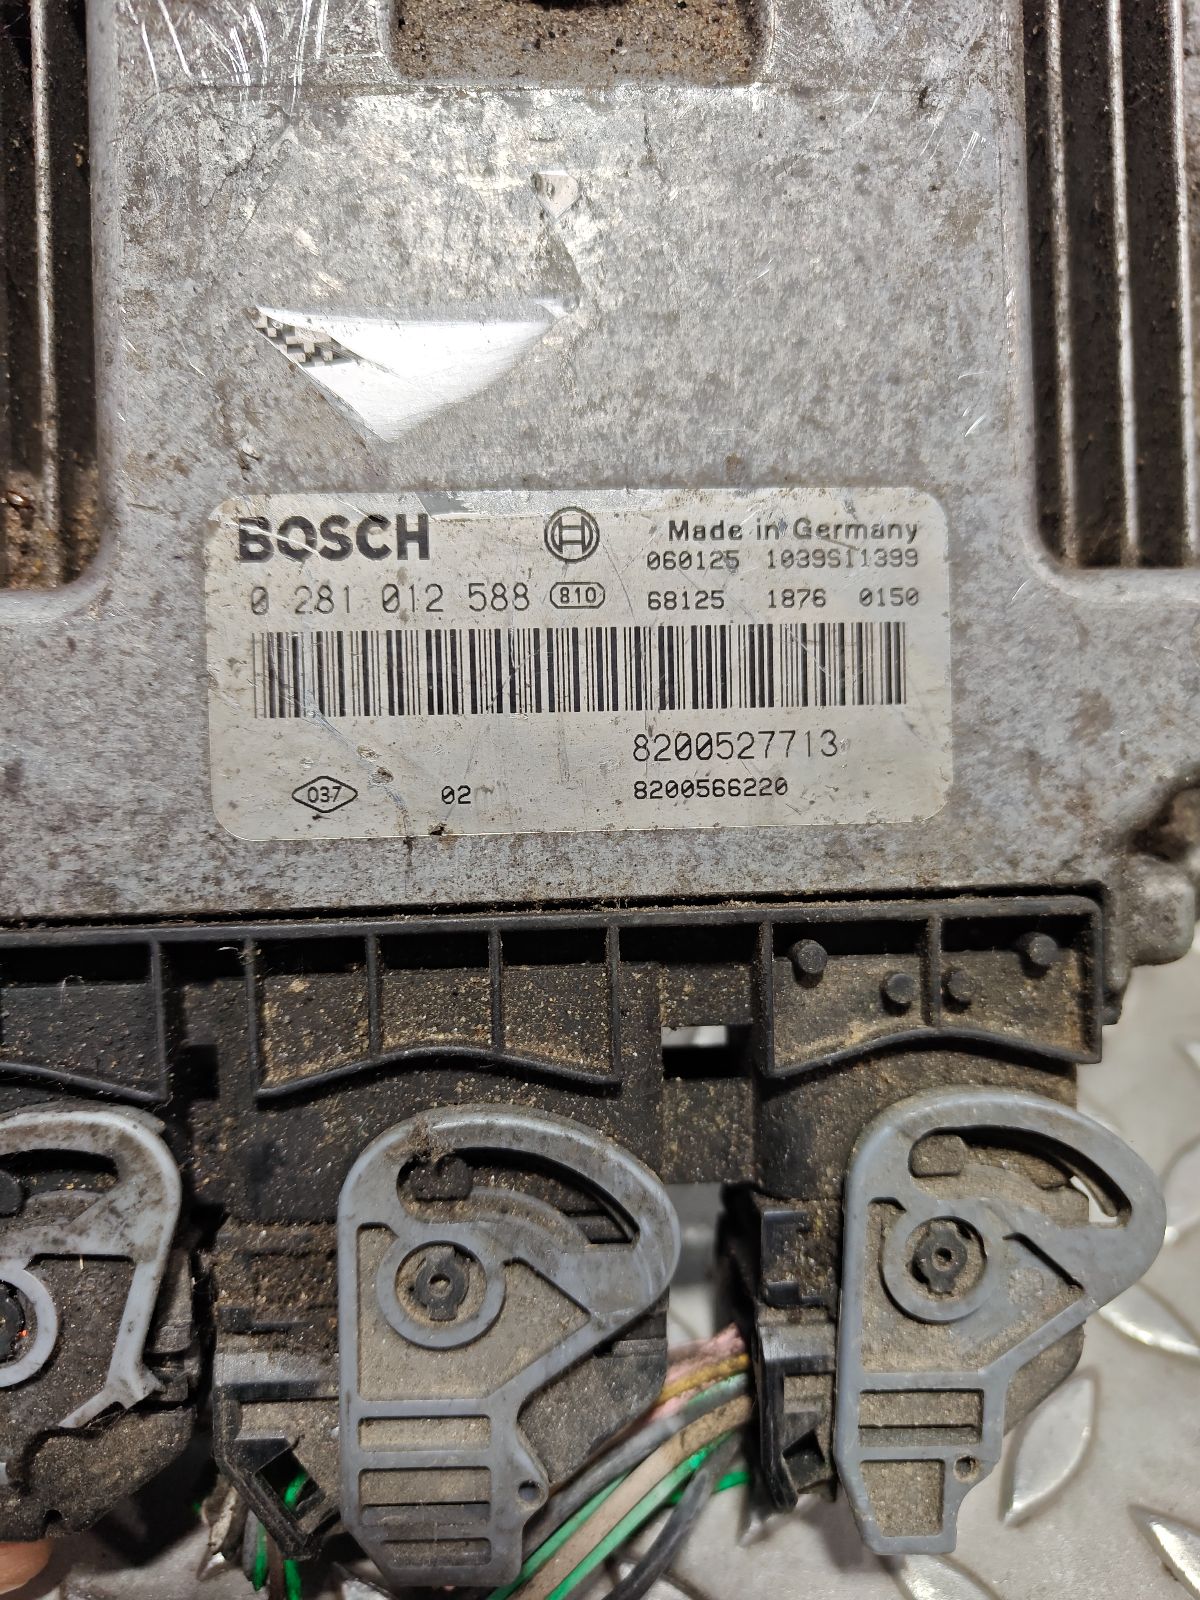 BOSCH
Made in Germany
060125 1039S11399
0 281 012 588 810
68125 1876 0150
8200527713
037 02 8200566220